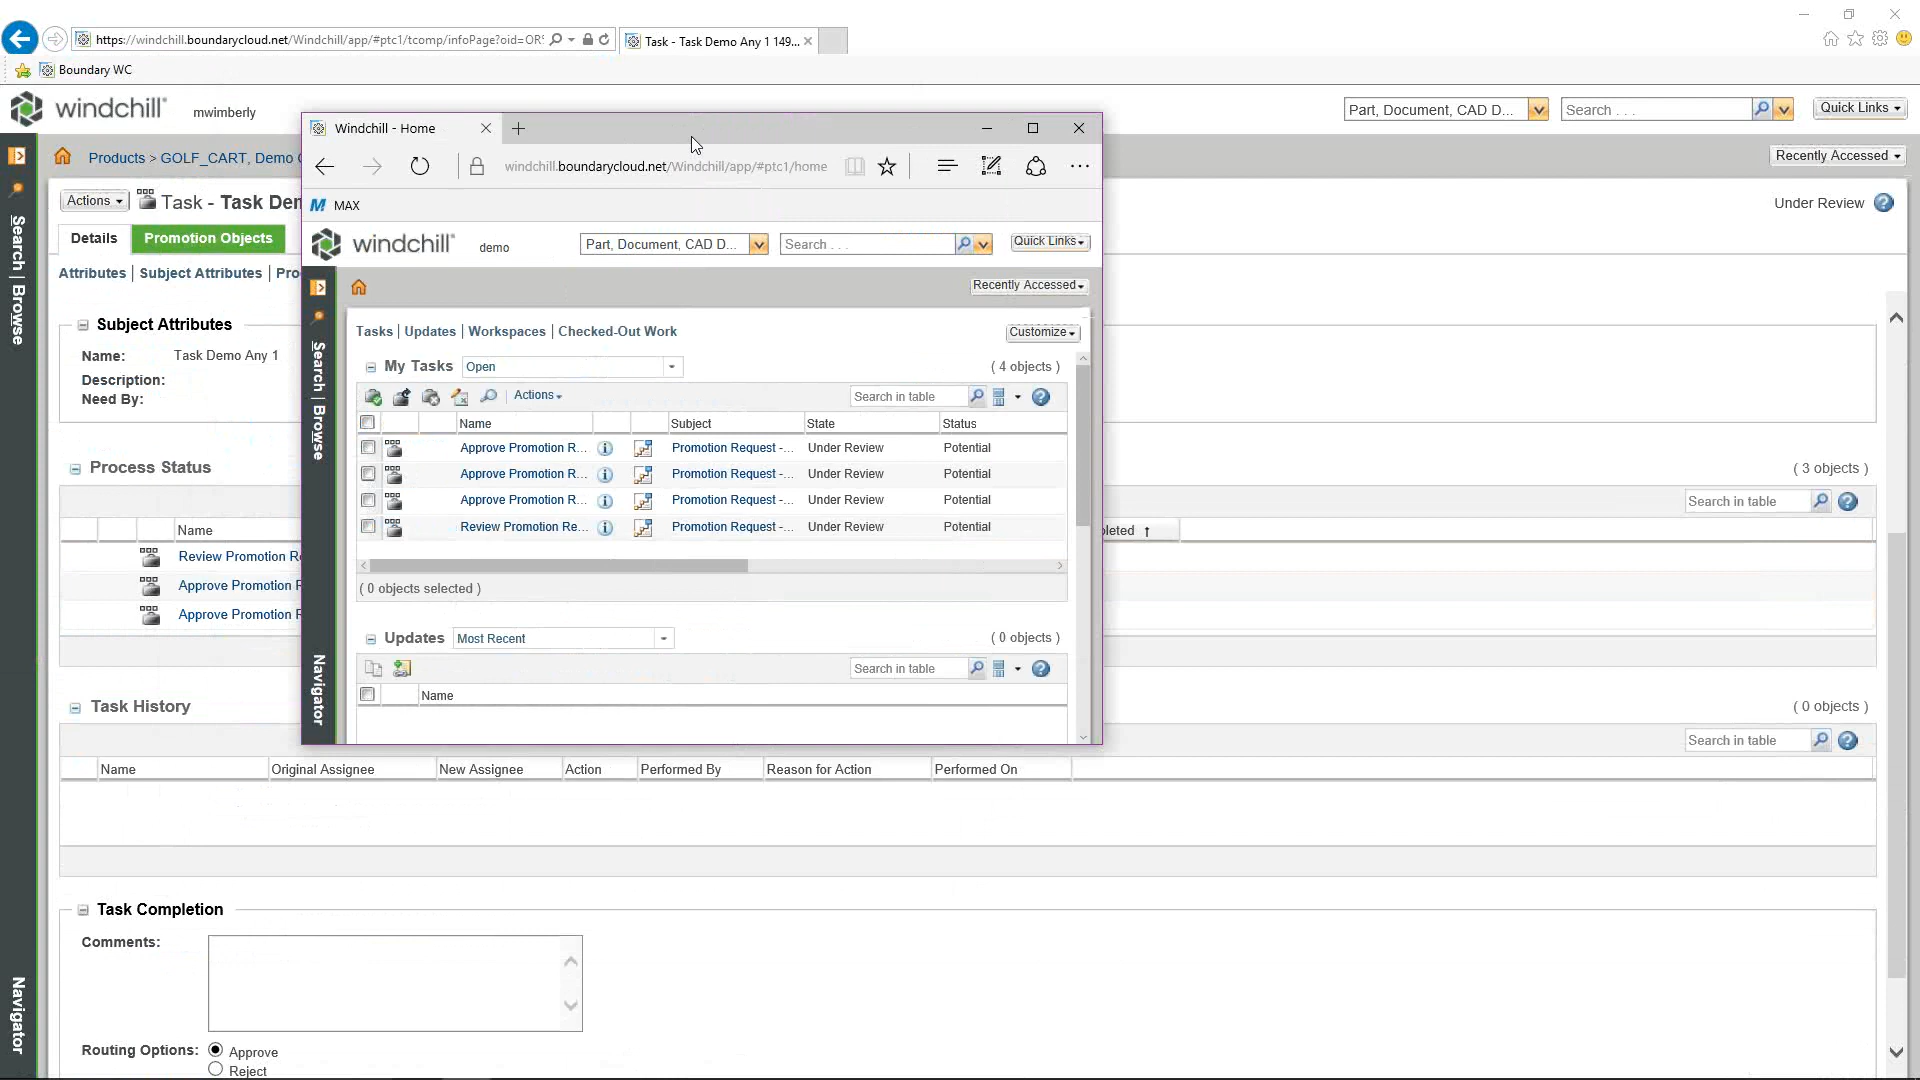 https://windchill.boundarycloud.net/Windchill/app/#ptc1/tcomp/infoPage?oid=OR
Task - Task Demo Any 1 149...
Boundary WC
windchill
mwimberly
Part, Document, CAD D...
Search . . .
Quick Links
Products > GOLF_CART, Demo
Recently Accessed
Actions
Task - Task Den
Under Review
Details
Promotion Objects
Attributes | Subject Attributes | Pro
Subject Attributes
Name: Task Demo Any 1
Description:
Need By:
Process Status
( 3 objects )
Search in table
Name
pleted
Review Promotion R
Approve Promotion R
Approve Promotion R
Task History
( 0 objects )
Search in table
Name Original Assignee New Assignee Action Performed By Reason for Action Performed On
Task Completion
Comments:
Routing Options: Approve
Reject
Search | Browse
Navigator
Windchill - Home
windchill.boundarycloud.net/Windchill/app/#ptc1/home
M MAX
windchill
demo
Part, Document, CAD D...
Search . . .
Quick Links
Recently Accessed
Tasks | Updates | Workspaces | Checked-Out Work
Customize
My Tasks Open ( 4 objects )
Actions
Search in table
Name Subject State Status
Approve Promotion R... Promotion Request -... Under Review Potential
Approve Promotion R... Promotion Request -... Under Review Potential
Approve Promotion R... Promotion Request -... Under Review Potential
Review Promotion Re... Promotion Request -... Under Review Potential
( 0 objects selected )
Updates Most Recent ( 0 objects )
Search in table
Name
Search | Browse
Navigator